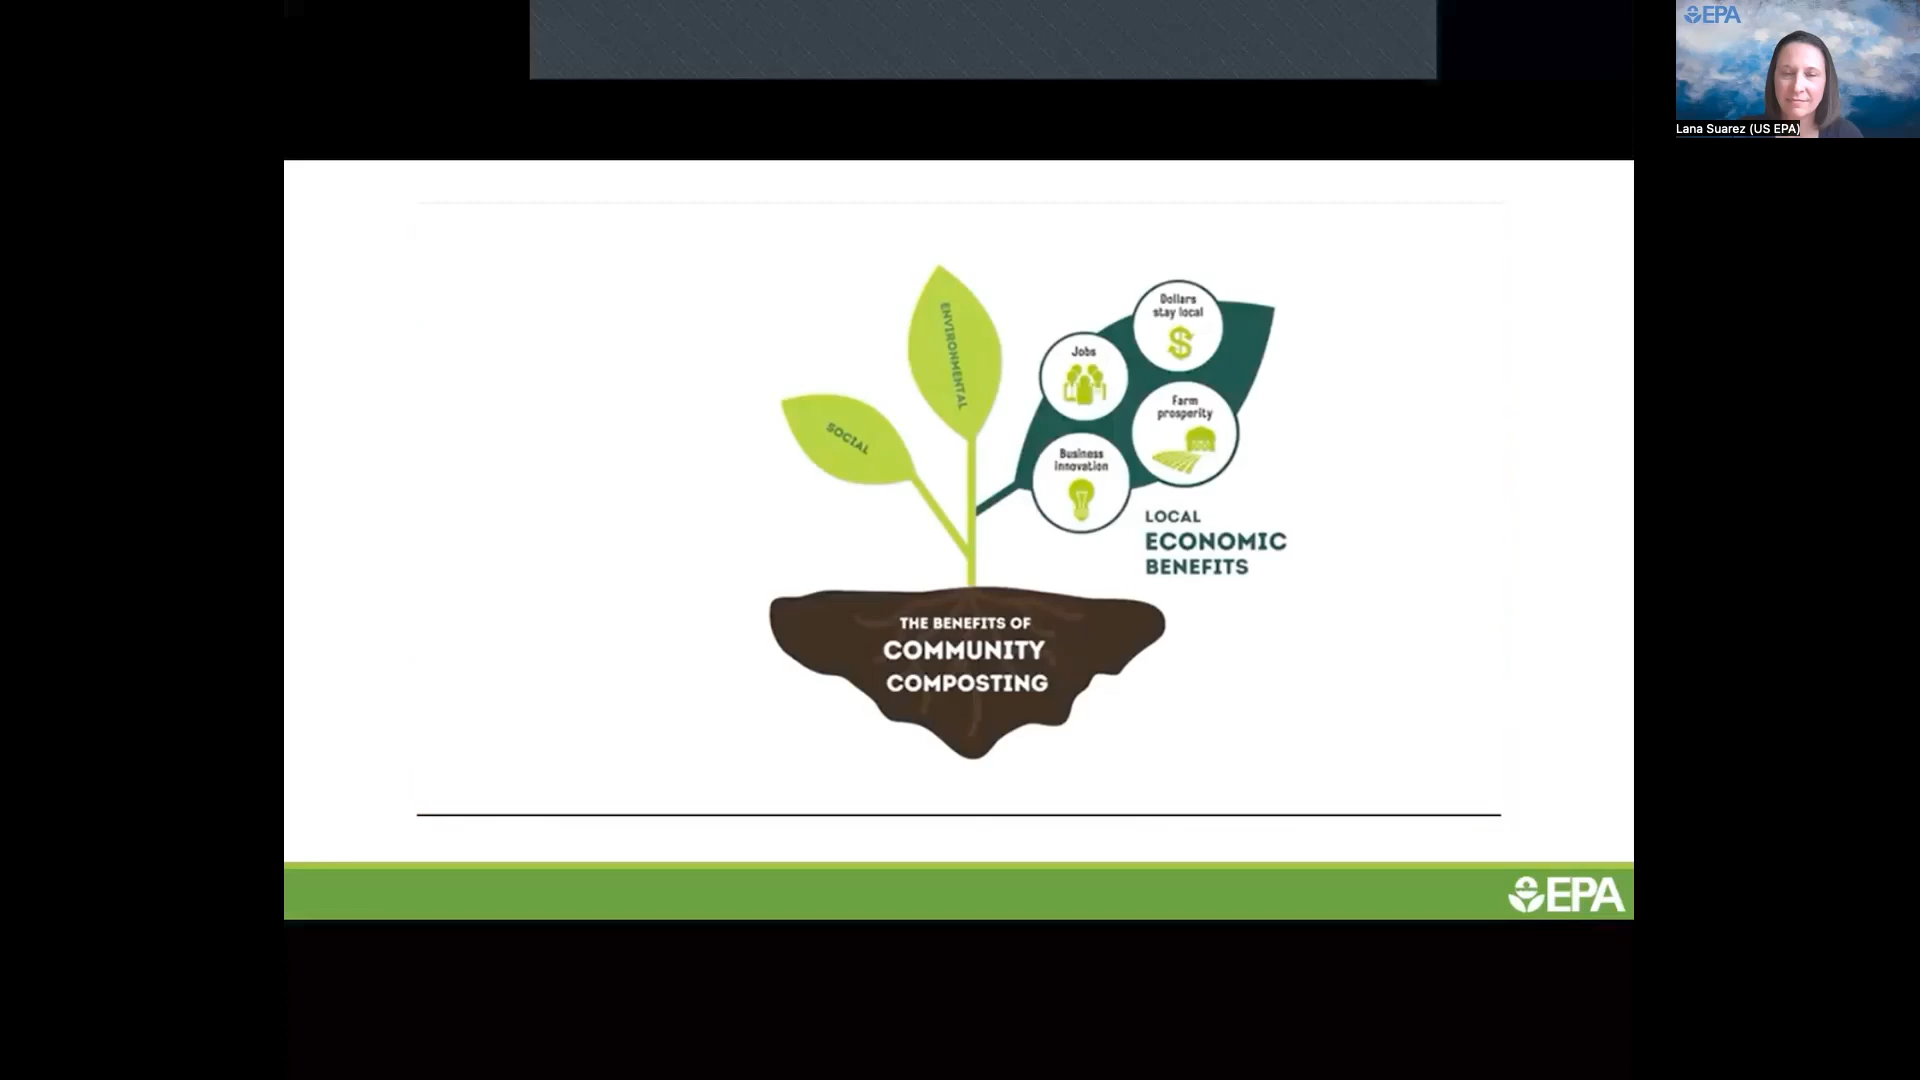 EPA
Lana Suarez (US EPA)
ENVIRONMENTAL
SOCIAL
Dollars
stay local
$
Jobs
Farm
prosperity
Business
innovation
LOCAL
ECONOMIC
BENEFITS
THE BENEFITS OF
COMMUNITY
COMPOSTING
EPA